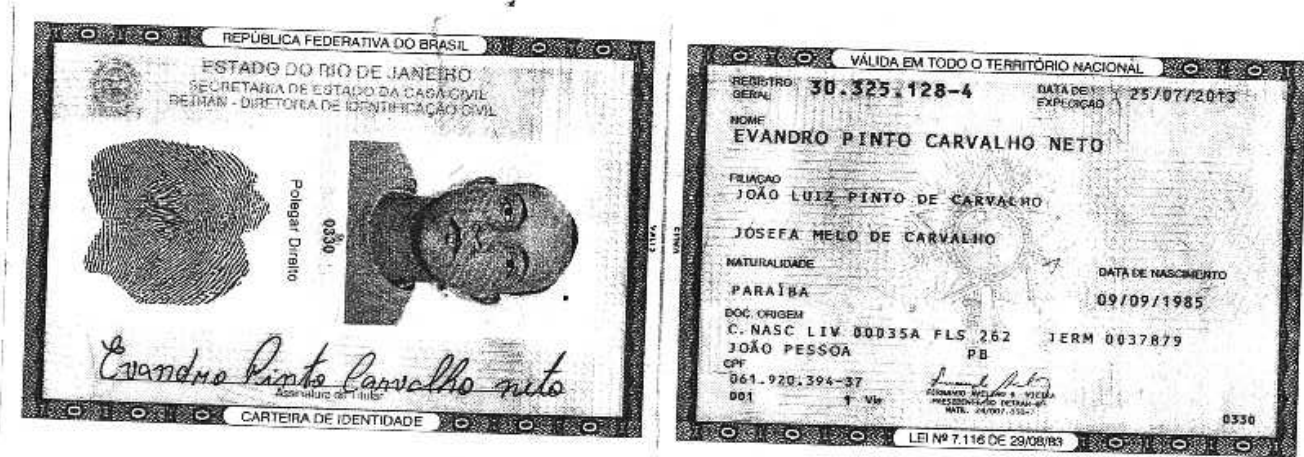 REPÚBLICA FEDERATIVA DO BRASIL
ESTADO DO RIO DE JANEIRO
SECRETARIA DE ESTADO DA CASA CIVIL
DETRAN - DIRETORIA DE IDENTIFICAÇÃO CIVIL
Polegar Direito
0330
Evandro Pinto Carvalho neto
Assinatura do Titular
CARTEIRA DE IDENTIDADE
VÁLIDA EM TODO O TERRITÓRIO NACIONAL
REGISTRO GERAL 30.325.128-4 DATA DE EXPEDIÇÃO 25/07/2013
NOME
EVANDRO PINTO CARVALHO NETO
FILIAÇÃO
JOÃO LUIZ PINTO DE CARVALHO
JOSEFA MELO DE CARVALHO
NATURALIDADE DATA DE NASCIMENTO
PARAÍBA 09/09/1985
DOC. ORIGEM
C. NASC LIV 00035A FLS 262 TERM 0037879
JOÃO PESSOA PB
CPF
061.920.394-37
001 1 Via
0330
LEI Nº 7.116 DE 29/08/83